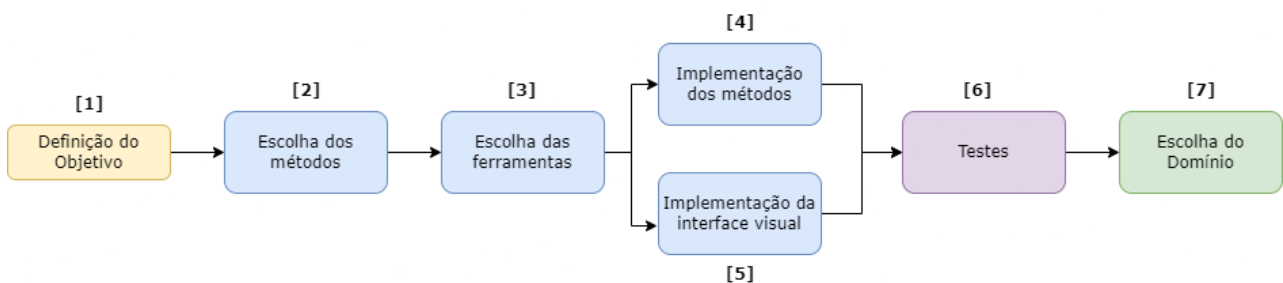 [1]
Definição do
Objetivo
[2]
Escolha dos
métodos
[3]
Escolha das
ferramentas
[4]
Implementação
dos métodos
Implementação da
interface visual
[5]
[6]
Testes
[7]
Escolha do
Domínio